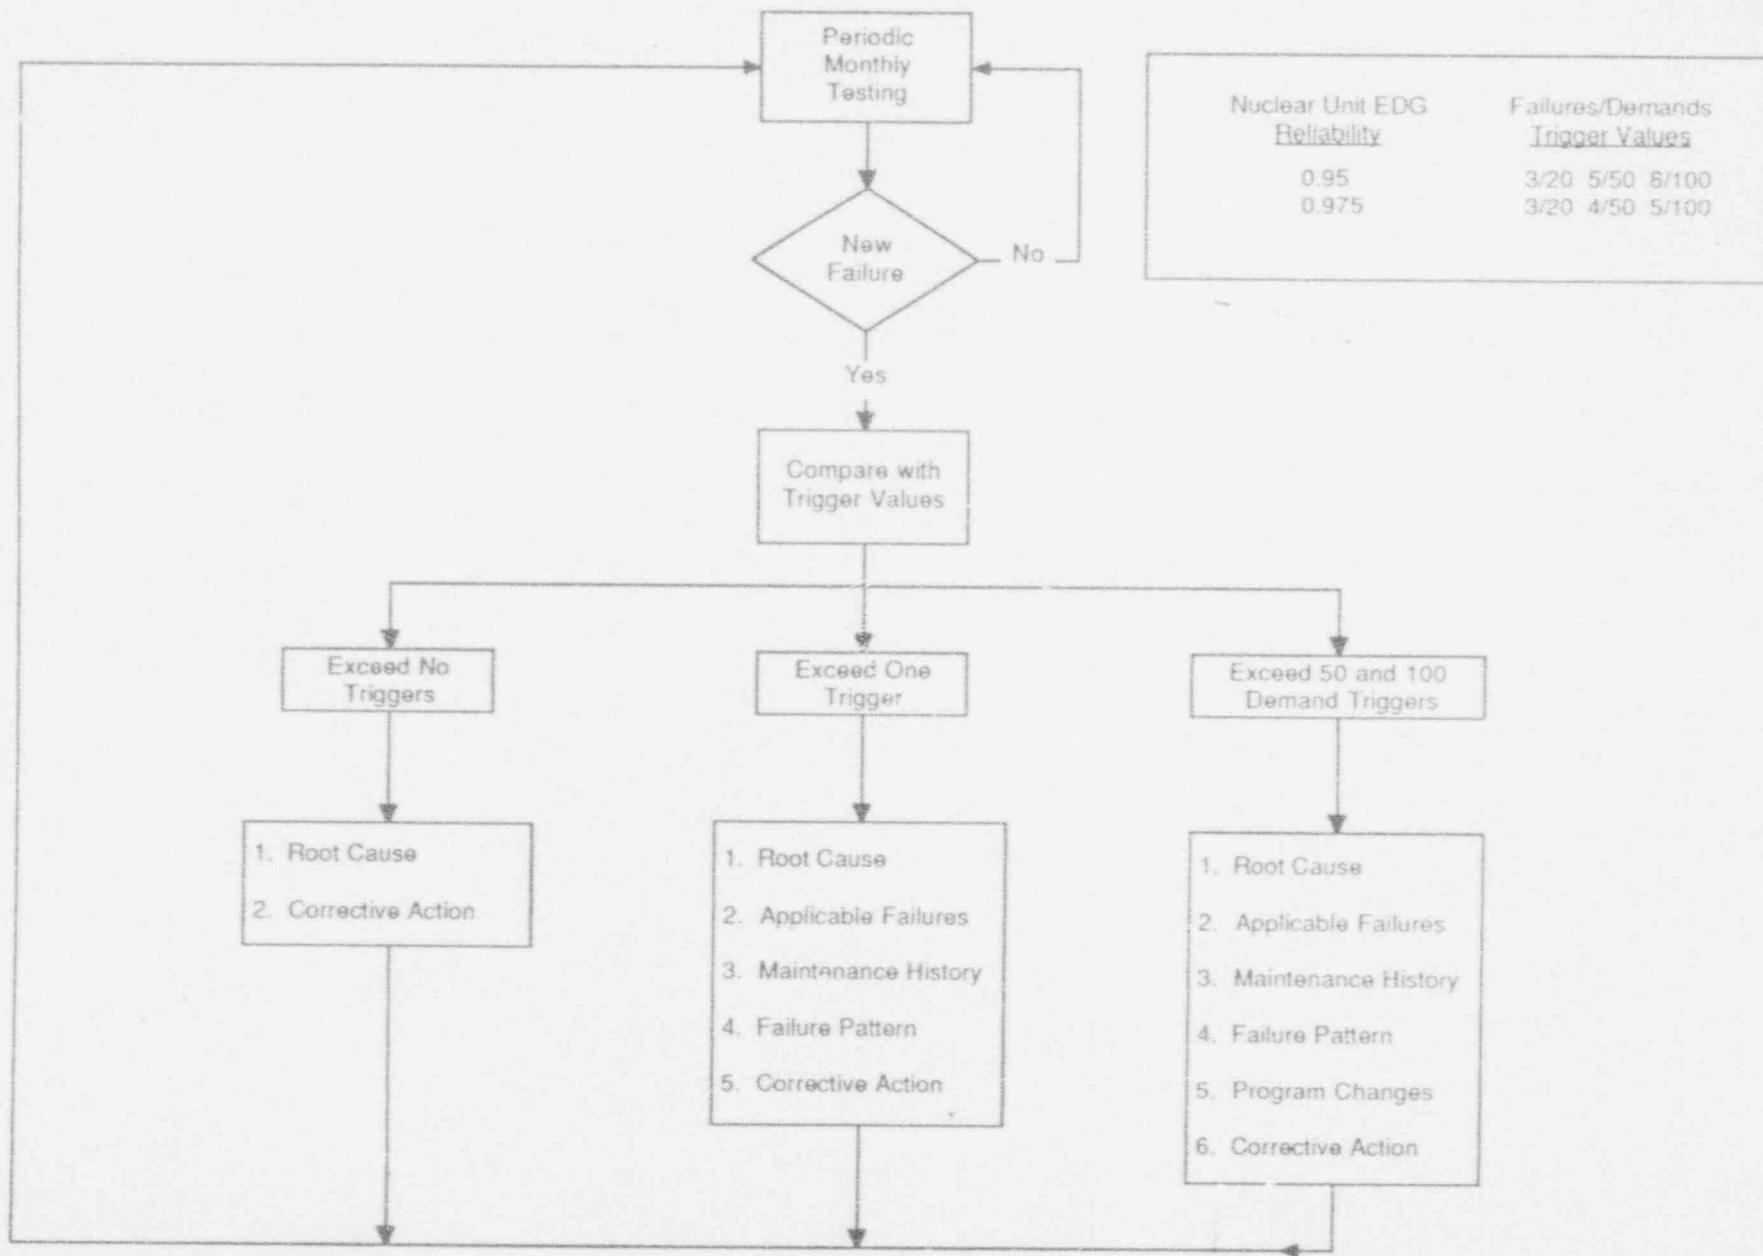 Periodic
Monthly
Testing
Nuclear Unit EDG Failures/Demands
Reliability Trigger Values
0.95 3/20 5/50 8/100
0.975 3/20 4/50 5/100
New
Failure
No
Yes
Compare with
Trigger Values
Exceed No
Triggers
Exceed One
Trigger
Exceed 50 and 100
Demand Triggers
1. Root Cause
2. Corrective Action
1. Root Cause
2. Applicable Failures
3. Maintenance History
4. Failure Pattern
5. Corrective Action
1. Root Cause
2. Applicable Failures
3. Maintenance History
4. Failure Pattern
5. Program Changes
6. Corrective Action